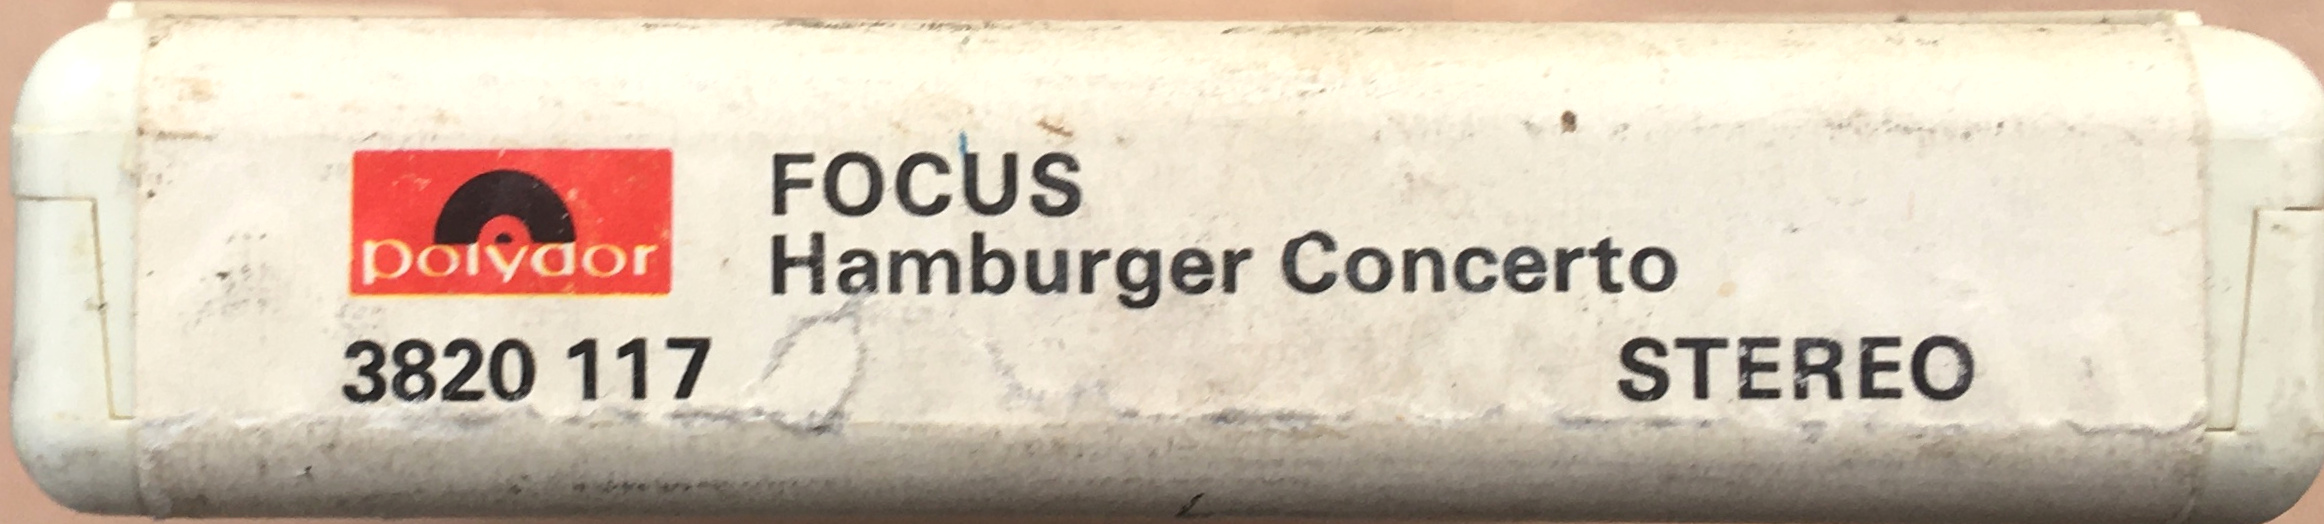 polydor
FOCUS
Hamburger Concerto
3820 117
STEREO